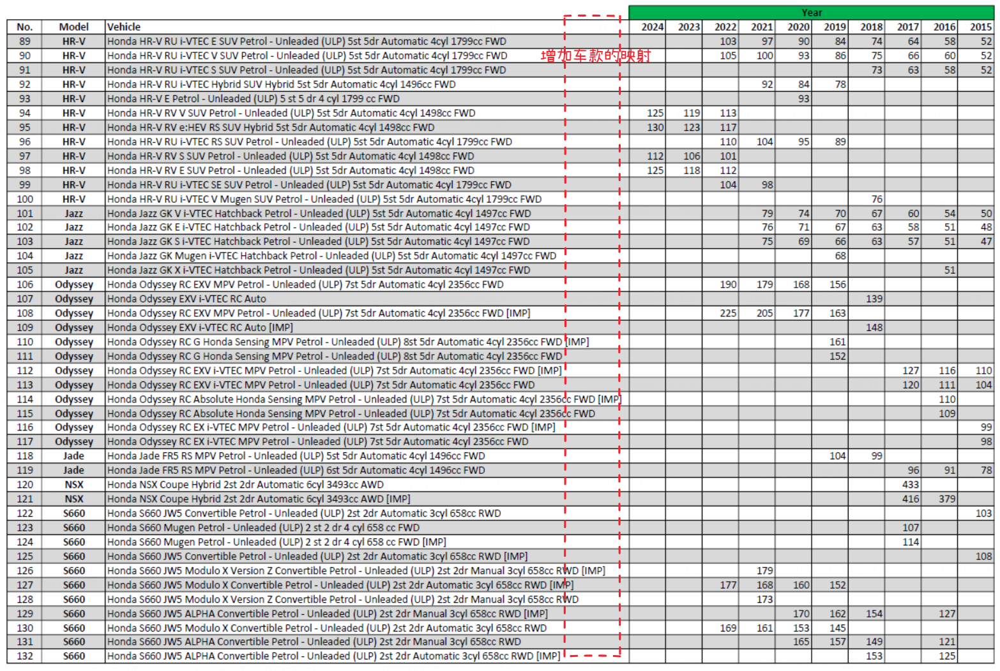 Year
No. Model Vehicle 2024 2023 2022 2021 2020 2019 2018 2017 2016 2015
89 HR-V Honda HR-V RU i-VTEC E SUV Petrol - Unleaded (ULP) 5st 5dr Automatic 4cyl 1799cc FWD 103 97 90 84 74 64 58 52
增加车款的映射
90 HR-V Honda HR-V RU i-VTEC V SUV Petrol - Unleaded (ULP) 5st 5dr Automatic 4cyl 1799cc FWD 105 100 93 86 75 66 60 52
91 HR-V Honda HR-V RU i-VTEC S SUV Petrol - Unleaded (ULP) 5st 5dr Automatic 4cyl 1799cc FWD 73 63 58 52
92 HR-V Honda HR-V RU i-VTEC Hybrid SUV Hybrid 5st 5dr Automatic 4cyl 1496cc FWD 92 84 78
93 HR-V Honda HR-V E Petrol - Unleaded (ULP) 5 st 5 dr 4 cyl 1799 cc FWD 93
94 HR-V Honda HR-V RV V SUV Petrol - Unleaded (ULP) 5st 5dr Automatic 4cyl 1498cc FWD 125 119 113
95 HR-V Honda HR-V RV e:HEV RS SUV Hybrid 5st 5dr Automatic 4cyl 1498cc FWD 130 123 117
96 HR-V Honda HR-V RU i-VTEC RS SUV Petrol - Unleaded (ULP) 5st 5dr Automatic 4cyl 1799cc FWD 110 104 95 89
97 HR-V Honda HR-V RV S SUV Petrol - Unleaded (ULP) 5st 5dr Automatic 4cyl 1498cc FWD 112 106 101
98 HR-V Honda HR-V RV E SUV Petrol - Unleaded (ULP) 5st 5dr Automatic 4cyl 1498cc FWD 125 118 112
99 HR-V Honda HR-V RU i-VTEC SE SUV Petrol - Unleaded (ULP) 5st 5dr Automatic 4cyl 1799cc FWD 104 98
100 HR-V Honda HR-V RU i-VTEC V Mugen SUV Petrol - Unleaded (ULP) 5st 5dr Automatic 4cyl 1799cc FWD 76
101 Jazz Honda Jazz GK V i-VTEC Hatchback Petrol - Unleaded (ULP) 5st 5dr Automatic 4cyl 1497cc FWD 79 74 70 67 60 54 50
102 Jazz Honda Jazz GK E i-VTEC Hatchback Petrol - Unleaded (ULP) 5st 5dr Automatic 4cyl 1497cc FWD 76 71 67 63 58 51 48
103 Jazz Honda Jazz GK S i-VTEC Hatchback Petrol - Unleaded (ULP) 5st 5dr Automatic 4cyl 1497cc FWD 75 69 66 63 57 51 47
104 Jazz Honda Jazz GK Mugen i-VTEC Hatchback Petrol - Unleaded (ULP) 5st 5dr Automatic 4cyl 1497cc FWD 68
105 Jazz Honda Jazz GK X i-VTEC Hatchback Petrol - Unleaded (ULP) 5st 5dr Automatic 4cyl 1497cc FWD 51
106 Odyssey Honda Odyssey RC EXV MPV Petrol - Unleaded (ULP) 7st 5dr Automatic 4cyl 2356cc FWD 190 179 168 156
107 Odyssey Honda Odyssey EXV i-VTEC RC Auto 139
108 Odyssey Honda Odyssey RC EXV MPV Petrol - Unleaded (ULP) 7st 5dr Automatic 4cyl 2356cc FWD [IMP] 225 205 177 163
109 Odyssey Honda Odyssey EXV i-VTEC RC Auto [IMP] 148
110 Odyssey Honda Odyssey RC G Honda Sensing MPV Petrol - Unleaded (ULP) 8st 5dr Automatic 4cyl 2356cc FWD [IMP] 161
111 Odyssey Honda Odyssey RC G Honda Sensing MPV Petrol - Unleaded (ULP) 8st 5dr Automatic 4cyl 2356cc FWD 152
112 Odyssey Honda Odyssey RC EXV i-VTEC MPV Petrol - Unleaded (ULP) 7st 5dr Automatic 4cyl 2356cc FWD [IMP] 127 116 110
113 Odyssey Honda Odyssey RC EXV i-VTEC MPV Petrol - Unleaded (ULP) 7st 5dr Automatic 4cyl 2356cc FWD 120 111 104
114 Odyssey Honda Odyssey RC Absolute Honda Sensing MPV Petrol - Unleaded (ULP) 7st 5dr Automatic 4cyl 2356cc FWD [IMP] 110
115 Odyssey Honda Odyssey RC Absolute Honda Sensing MPV Petrol - Unleaded (ULP) 7st 5dr Automatic 4cyl 2356cc FWD 109
116 Odyssey Honda Odyssey RC EX i-VTEC MPV Petrol - Unleaded (ULP) 7st 5dr Automatic 4cyl 2356cc FWD [IMP] 99
117 Odyssey Honda Odyssey RC EX i-VTEC MPV Petrol - Unleaded (ULP) 7st 5dr Automatic 4cyl 2356cc FWD 98
118 Jade Honda Jade FR5 RS MPV Petrol - Unleaded (ULP) 5st 5dr Automatic 4cyl 1496cc FWD 104 99
119 Jade Honda Jade FR5 RS MPV Petrol - Unleaded (ULP) 6st 5dr Automatic 4cyl 1496cc FWD 96 91 78
120 NSX Honda NSX Coupe Hybrid 2st 2dr Automatic 6cyl 3493cc AWD 433
121 NSX Honda NSX Coupe Hybrid 2st 2dr Automatic 6cyl 3493cc AWD [IMP] 416 379
122 S660 Honda S660 JW5 Convertible Petrol - Unleaded (ULP) 2st 2dr Automatic 3cyl 658cc RWD 103
123 S660 Honda S660 Mugen Petrol - Unleaded (ULP) 2 st 2 dr 4 cyl 658 cc FWD 107
124 S660 Honda S660 Mugen Petrol - Unleaded (ULP) 2 st 2 dr 4 cyl 658 cc FWD [IMP] 114
125 S660 Honda S660 JW5 Convertible Petrol - Unleaded (ULP) 2st 2dr Automatic 3cyl 658cc RWD [IMP] 108
126 S660 Honda S660 JW5 Modulo X Version Z Convertible Petrol - Unleaded (ULP) 2st 2dr Manual 3cyl 658cc RWD [IMP] 179
127 S660 Honda S660 JW5 Modulo X Convertible Petrol - Unleaded (ULP) 2st 2dr Automatic 3cyl 658cc RWD [IMP] 177 168 160 152
128 S660 Honda S660 JW5 Modulo X Version Z Convertible Petrol - Unleaded (ULP) 2st 2dr Manual 3cyl 658cc RWD 173
129 S660 Honda S660 JW5 ALPHA Convertible Petrol - Unleaded (ULP) 2st 2dr Manual 3cyl 658cc RWD [IMP] 170 162 154 127
130 S660 Honda S660 JW5 Modulo X Convertible Petrol - Unleaded (ULP) 2st 2dr Automatic 3cyl 658cc RWD 169 161 153 145
131 S660 Honda S660 JW5 ALPHA Convertible Petrol - Unleaded (ULP) 2st 2dr Manual 3cyl 658cc RWD 165 157 149 121
132 S660 Honda S660 JW5 ALPHA Convertible Petrol - Unleaded (ULP) 2st 2dr Automatic 3cyl 658cc RWD [IMP] 153 125